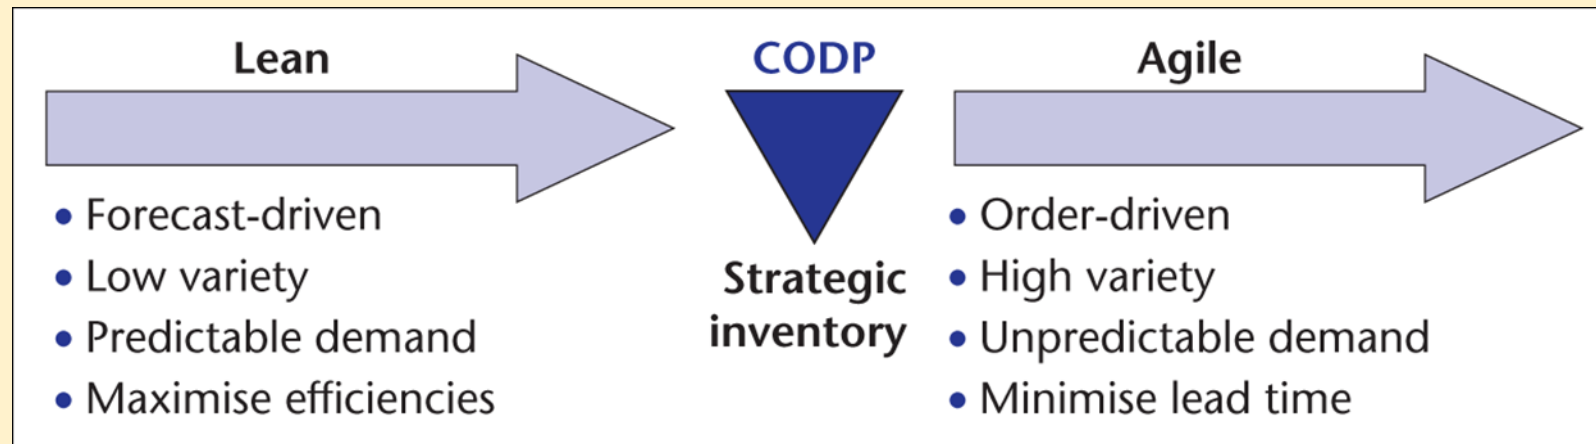 Lean
• Forecast-driven
• Low variety
• Predictable demand
• Maximise efficiencies
CODP
Strategic
inventory
Agile
• Order-driven
• High variety
• Unpredictable demand
• Minimise lead time